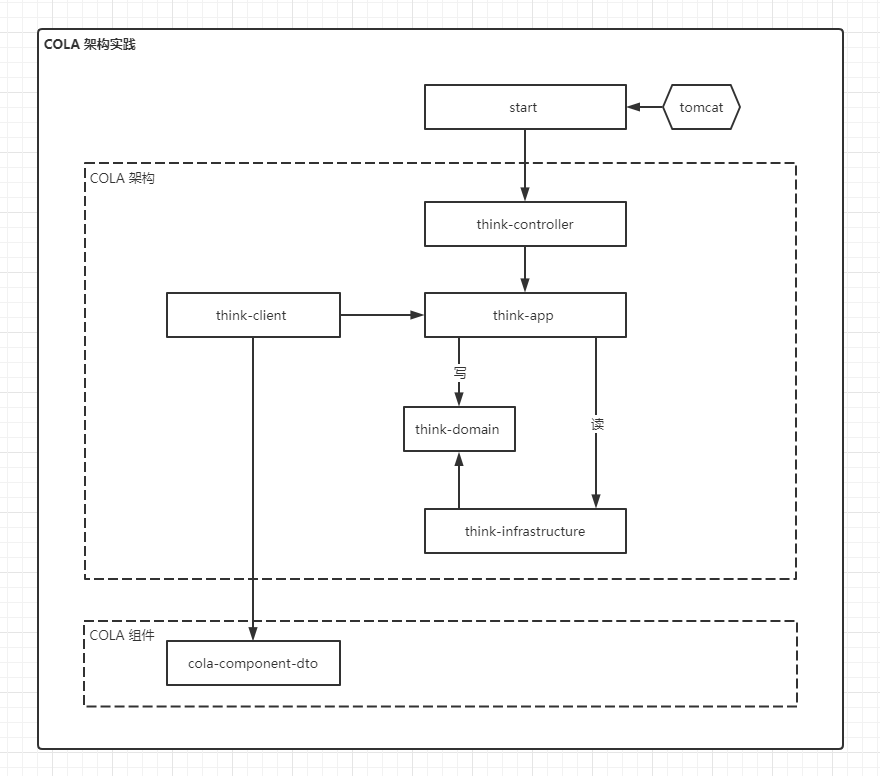 COLA 架构实践
start
tomcat
COLA 架构
think-controller
think-client
think-app
写
读
think-domain
think-infrastructure
COLA 组件
cola-component-dto